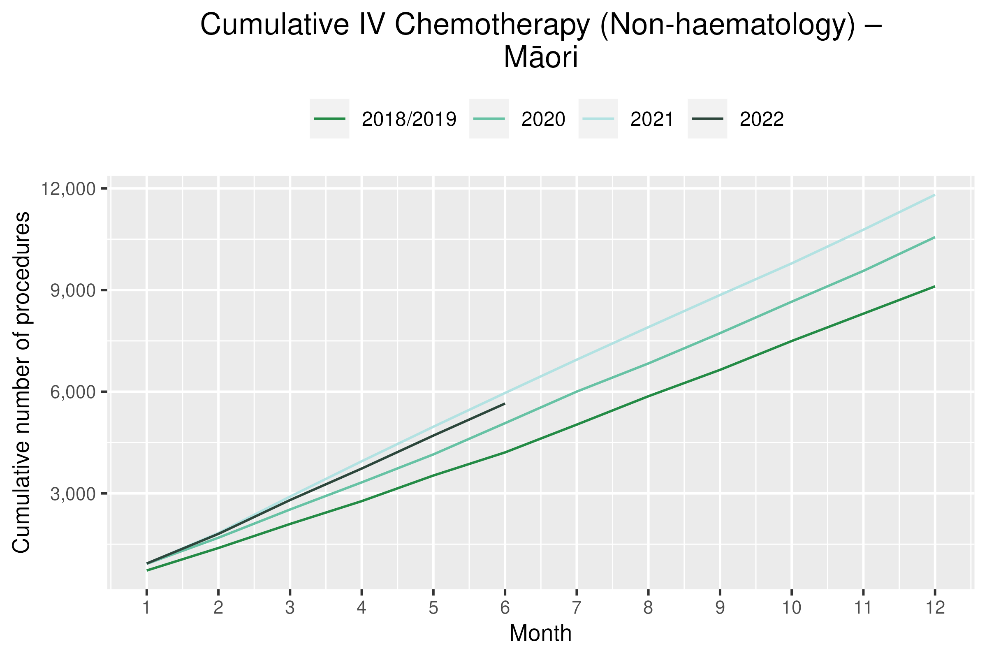 Cumulative IV Chemotherapy (Non-haematology) –
Māori
2018/2019 2020 2021 2022
Cumulative number of procedures
12,000
9,000
6,000
3,000
1 2 3 4 5 6 7 8 9 10 11 12
Month